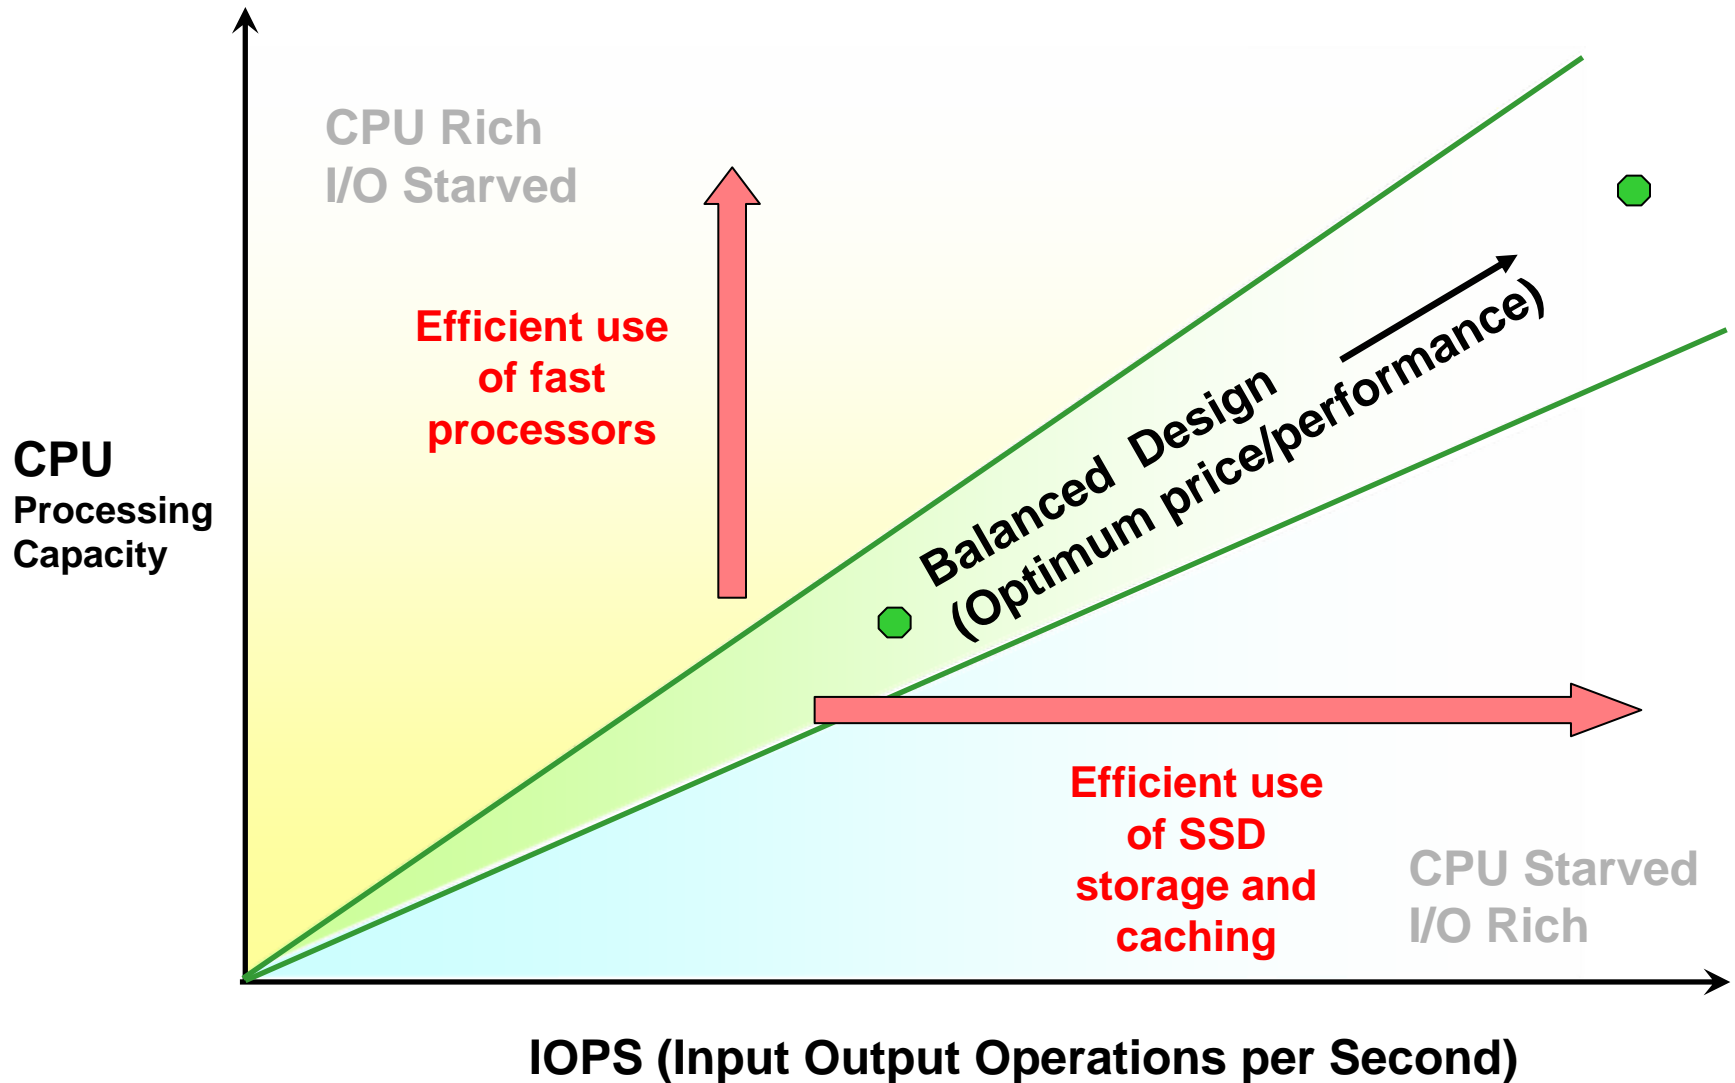 CPU Rich
I/O Starved
Efficient use
of fast
processors
CPU
Processing
Capacity
Balanced Design
(Optimum price/performance)
Efficient use
of SSD
storage and
caching
CPU Starved
I/O Rich
IOPS (Input Output Operations per Second)